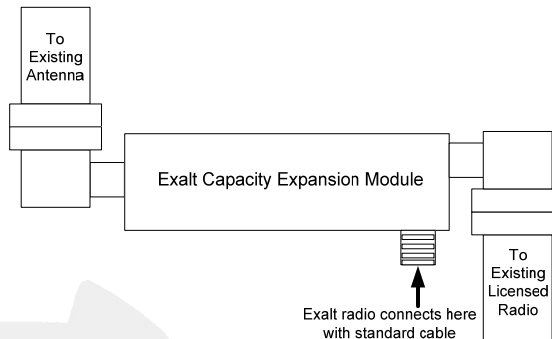 To
Existing
Antenna
Exalt Capacity Expansion Module
To
Existing
Licensed
Radio
Exalt radio connects here
with standard cable